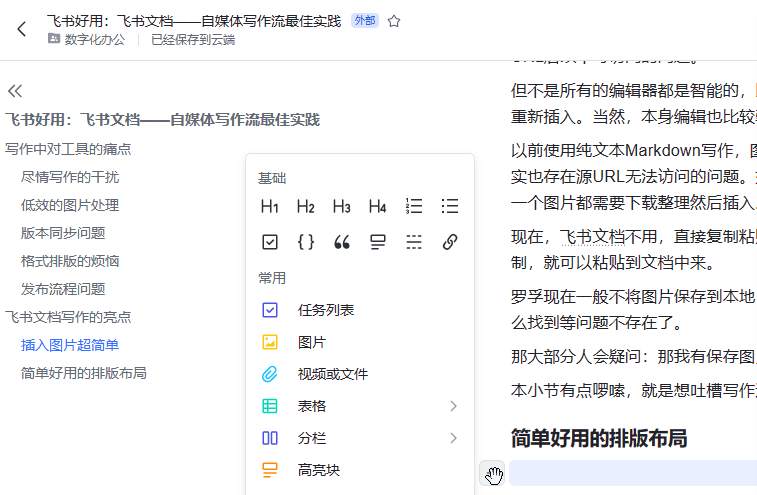 飞书好用：飞书文档——自媒体写作流最佳实践 外部
数字化办公 已经保存到云端
飞书好用：飞书文档——自媒体写作流最佳实践
写作中对工具的痛点
尽情写作的干扰
低效的图片处理
版本同步问题
格式排版的烦恼
发布流程问题
飞书文档写作的亮点
插入图片超简单
简单好用的排版布局
基础
H1 H2 H3 H4
常用
任务列表
图片
视频或文件
表格
分栏
高亮块
但不是所有的编辑器都是智能的，
重新插入。当然，本身编辑也比较
以前使用纯文本Markdown写作，
实也存在源URL无法访问的问题。
一个图片都需要下载整理然后插入
现在，飞书文档不用，直接复制粘
制，就可以粘贴到文档中来。
罗孚现在一般不将图片保存到本地
么找到等问题不存在了。
那大部分人会疑问：那我有保存图
本小节有点啰嗦，就是想吐槽写作
简单好用的排版布局